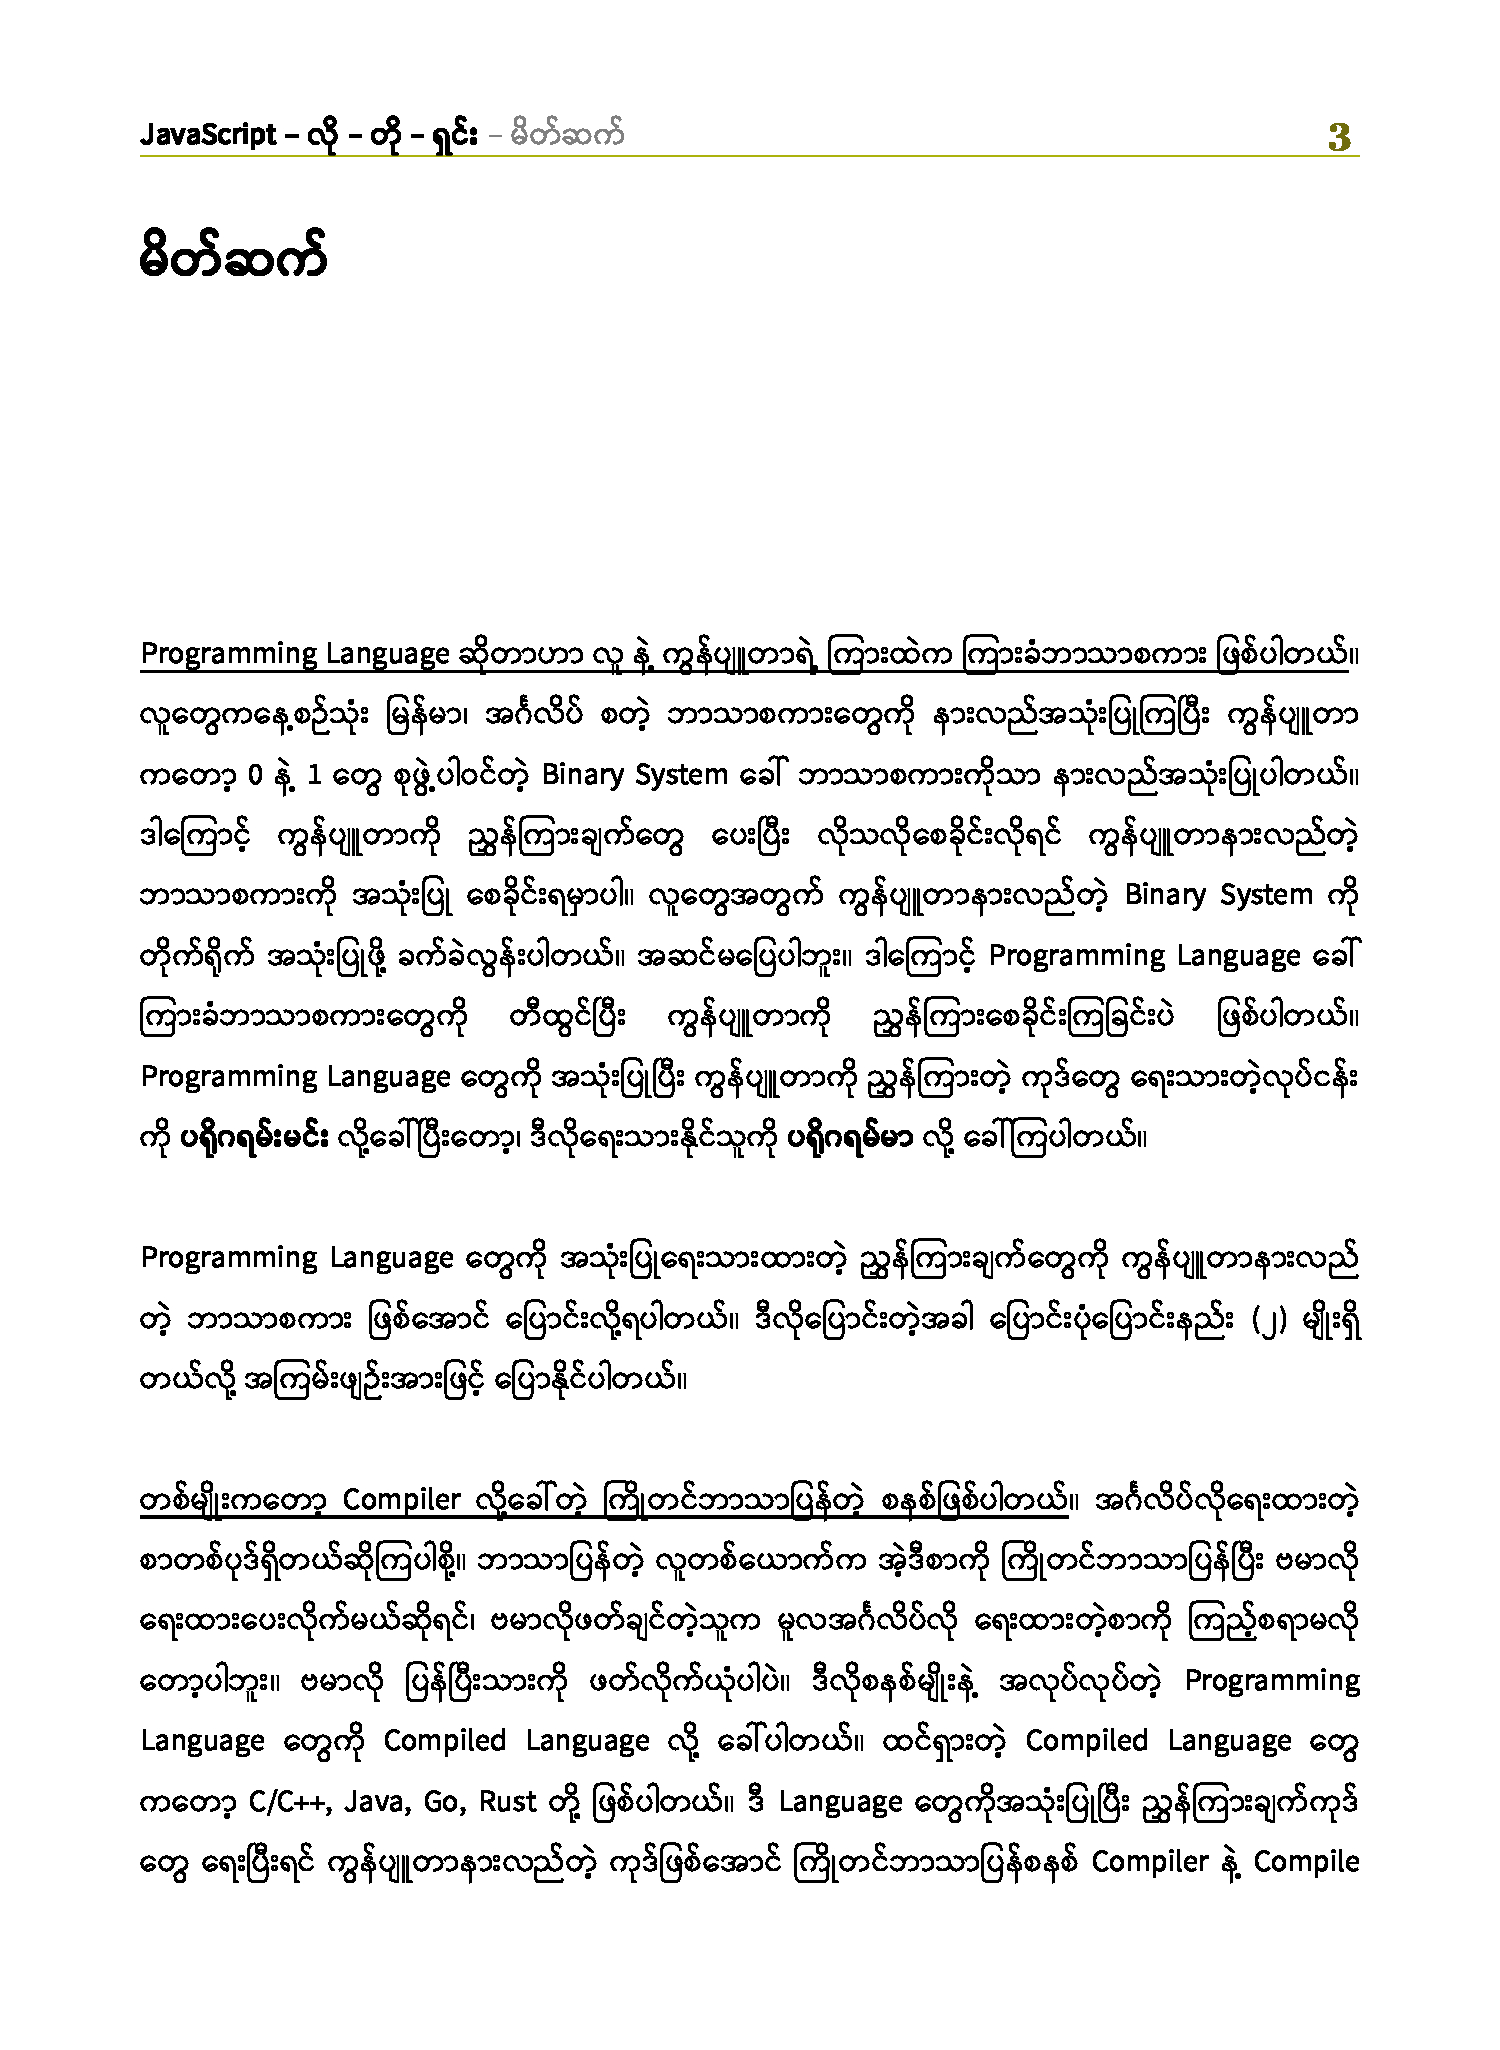 JavaScript – လို – တို – ရှင်း – မိတ်ဆက် 3
မိတ်ဆက်
Programming Language ဆိုတာဟာ လူ နဲ့ ကွန်ပျူတာရဲ့ ကြားထဲက ကြားခံဘာသာစကား ဖြစ်ပါတယ်။
လူတွေကနေ့စဉ်သုံး မြန်မာ၊ အင်္ဂလိပ် စတဲ့ ဘာသာစကားတွေကို နားလည်အသုံးပြုကြပြီး ကွန်ပျူတာ
ကတော့ 0 နဲ့ 1 တွေ စုဖွဲ့ပါဝင်တဲ့ Binary System ခေါ် ဘာသာစကားကိုသာ နားလည်အသုံးပြုပါတယ်။
ဒါကြောင့် ကွန်ပျူတာကို ညွှန်ကြားချက်တွေ ပေးပြီး လိုသလိုစေခိုင်းလိုရင် ကွန်ပျူတာနားလည်တဲ့
ဘာသာစကားကို အသုံးပြု စေခိုင်းရမှာပါ။ လူတွေအတွက် ကွန်ပျူတာနားလည်တဲ့ Binary System ကို
တိုက်ရိုက် အသုံးပြုဖို့ ခက်ခဲလွန်းပါတယ်။ အဆင်မပြေပါဘူး။ ဒါကြောင့် Programming Language ခေါ်
ကြားခံဘာသာစကားတွေကို တီထွင်ပြီး ကွန်ပျူတာကို ညွှန်ကြားစေခိုင်းကြခြင်းပဲ ဖြစ်ပါတယ်။
Programming Language တွေကို အသုံးပြုပြီး ကွန်ပျူတာကို ညွှန်ကြားတဲ့ ကုဒ်တွေ ရေးသားတဲ့လုပ်ငန်း
ကို ပရိုဂရမ်းမင်း လို့ခေါ်ပြီးတော့၊ ဒီလိုရေးသားနိုင်သူကို ပရိုဂရမ်မာ လို့ ခေါ်ကြပါတယ်။
Programming Language တွေကို အသုံးပြုရေးသားထားတဲ့ ညွှန်ကြားချက်တွေကို ကွန်ပျူတာနားလည်
တဲ့ ဘာသာစကား ဖြစ်အောင် ပြောင်းလို့ရပါတယ်။ ဒီလိုပြောင်းတဲ့အခါ ပြောင်းပုံပြောင်းနည်း (၂) မျိုးရှိ
တယ်လို့ အကြမ်းဖျဉ်းအားဖြင့် ပြောနိုင်ပါတယ်။
တစ်မျိုးကတော့ Compiler လို့ခေါ်တဲ့ ကြိုတင်ဘာသာပြန်တဲ့ စနစ်ဖြစ်ပါတယ်။ အင်္ဂလိပ်လိုရေးထားတဲ့
စာတစ်ပုဒ်ရှိတယ်ဆိုကြပါစို့။ ဘာသာပြန်တဲ့ လူတစ်ယောက်က အဲ့ဒီစာကို ကြိုတင်ဘာသာပြန်ပြီး ဗမာလို
ရေးထားပေးလိုက်မယ်ဆိုရင်၊ ဗမာလိုဖတ်ချင်တဲ့သူက မူလအင်္ဂလိပ်လို ရေးထားတဲ့စာကို ကြည့်စရာမလို
တော့ပါဘူး။ ဗမာလို ပြန်ပြီးသားကို ဖတ်လိုက်ယုံပါပဲ။ ဒီလိုစနစ်မျိုးနဲ့ အလုပ်လုပ်တဲ့ Programming
Language တွေကို Compiled Language လို့ ခေါ်ပါတယ်။ ထင်ရှားတဲ့ Compiled Language တွေ
ကတော့ C/C++, Java, Go, Rust တို့ ဖြစ်ပါတယ်။ ဒီ Language တွေကိုအသုံးပြုပြီး ညွှန်ကြားချက်ကုဒ်
တွေ ရေးပြီးရင် ကွန်ပျူတာနားလည်တဲ့ ကုဒ်ဖြစ်အောင် ကြိုတင်ဘာသာပြန်စနစ် Compiler နဲ့ Compile